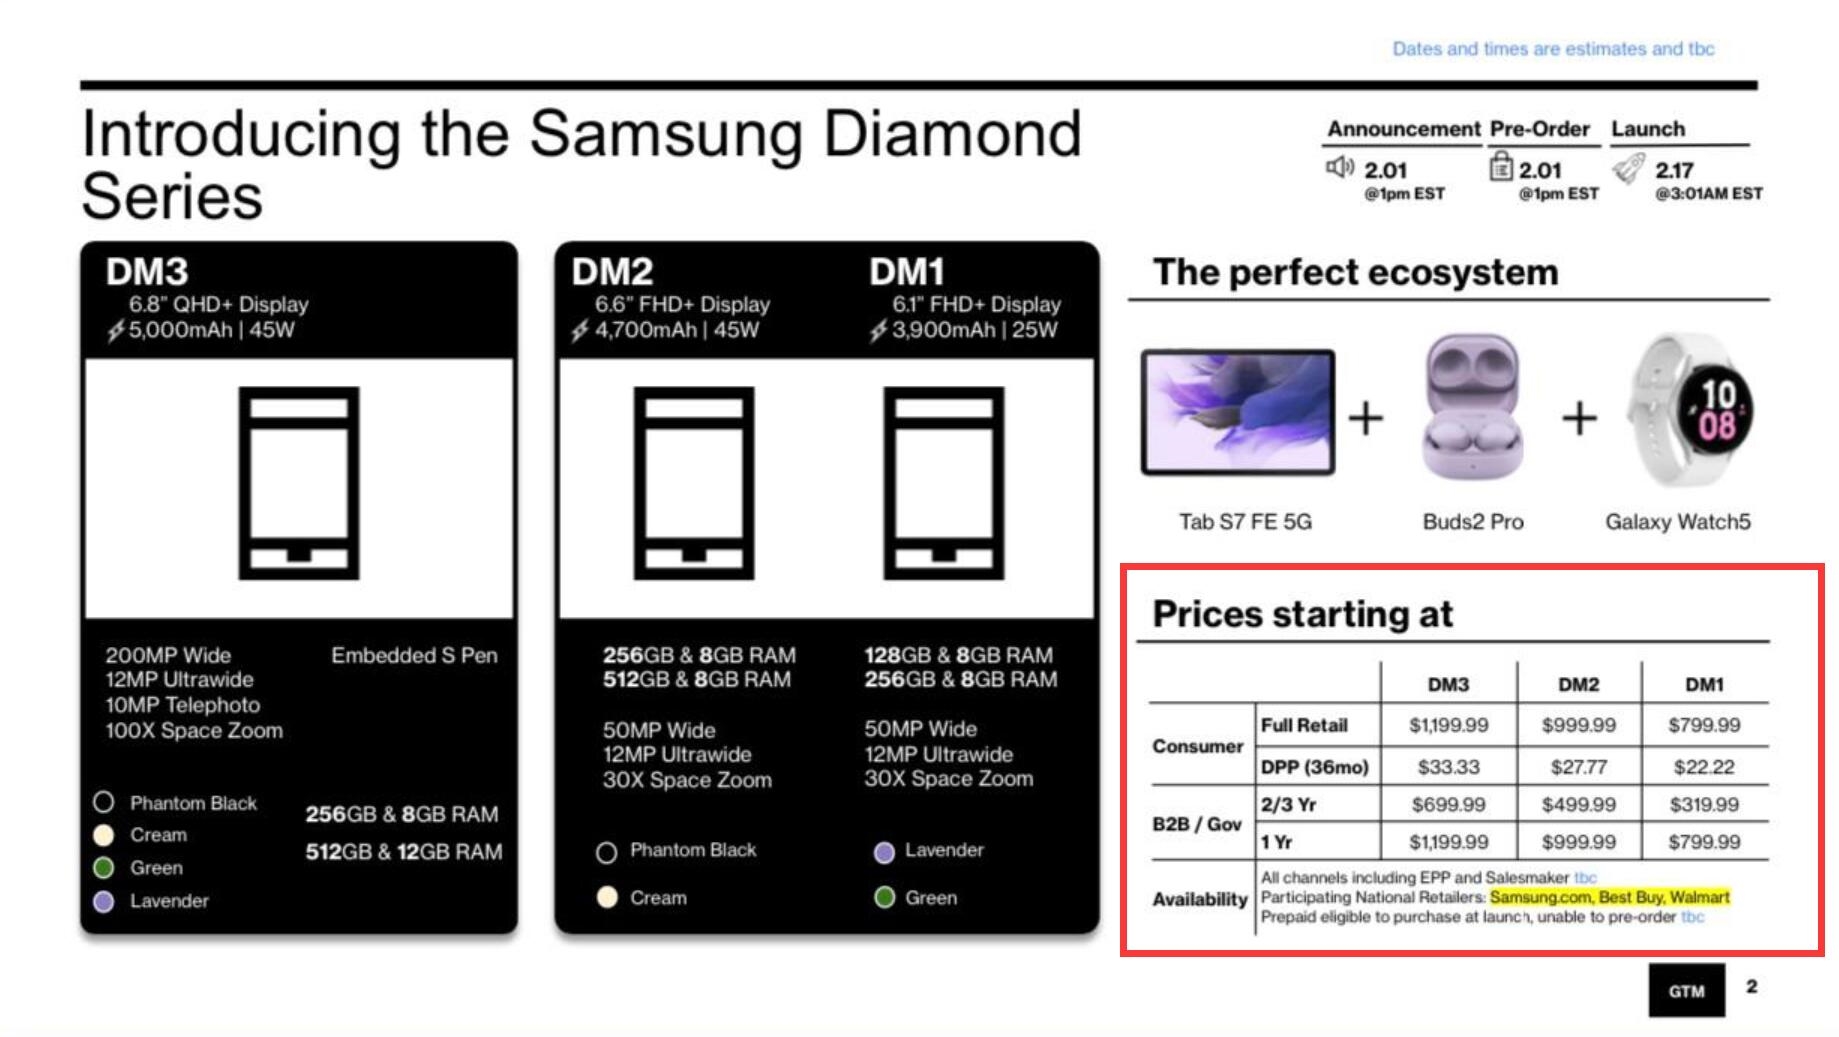 Dates and times are estimates and tbc
Introducing the Samsung Diamond
Series
Announcement Pre-Order Launch
2.01 2.01 2.17
@1pm EST @1pm EST @3:01AM EST
DM3
6.8" QHD+ Display
5,000mAh | 45W
200MP Wide Embedded S Pen
12MP Ultrawide
10MP Telephoto
100X Space Zoom
Phantom Black
Cream
Green
Lavender
256GB & 8GB RAM
512GB & 12GB RAM
DM2
6.6" FHD+ Display
4,700mAh | 45W
256GB & 8GB RAM
512GB & 8GB RAM
50MP Wide
12MP Ultrawide
30X Space Zoom
DM1
6.1" FHD+ Display
3,900mAh | 25W
128GB & 8GB RAM
256GB & 8GB RAM
50MP Wide
12MP Ultrawide
30X Space Zoom
Phantom Black Lavender
Cream Green
The perfect ecosystem
10
08
+ +
Tab S7 FE 5G Buds2 Pro Galaxy Watch5
Prices starting at
DM3 DM2 DM1
Consumer
Full Retail $1,199.99 $999.99 $799.99
DPP (36mo) $33.33 $27.77 $22.22
B2B / Gov
2/3 Yr $699.99 $499.99 $319.99
1 Yr $1,199.99 $999.99 $799.99
Availability
All channels including EPP and Salesmaker tbc
Participating National Retailers: Samsung.com, Best Buy, Walmart
Prepaid eligible to purchase at launch, unable to pre-order tbc
GTM 2